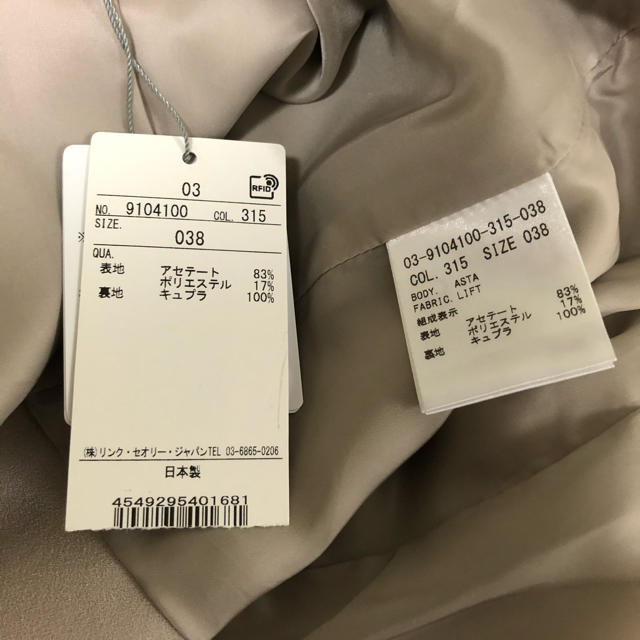 03
RFID
NO. 9104100 COL. 315
SIZE.
038
QUA.
表地 アセテート 83%
ポリエステル 17%
裏地 キュプラ 100%
(株)リンク・セオリー・ジャパンTEL 03-6865-0206
日本製
4549295401681
※
03-9104100-315-038
COL. 315 SIZE 038
BODY. ASTA
FABRIC. LIFT
組成表示
表地 アセテート 83%
ポリエステル 17%
裏地 キュプラ 100%